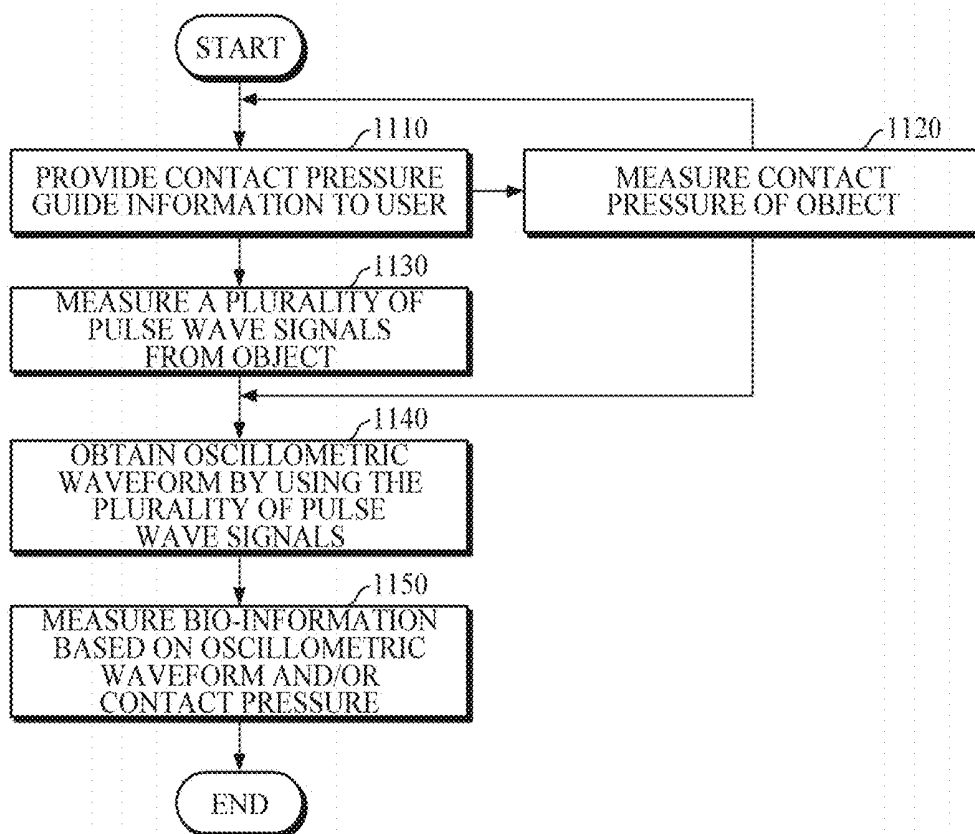 START
1110
PROVIDE CONTACT PRESSURE
GUIDE INFORMATION TO USER
1120
MEASURE CONTACT
PRESSURE OF OBJECT
1130
MEASURE A PLURALITY OF
PULSE WAVE SIGNALS
FROM OBJECT
1140
OBTAIN OSCILLOMETRIC
WAVEFORM BY USING THE
PLURALITY OF PULSE
WAVE SIGNALS
1150
MEASURE BIO-INFORMATION
BASED ON OSCILLOMETRIC
WAVEFORM AND/OR
CONTACT PRESSURE
END